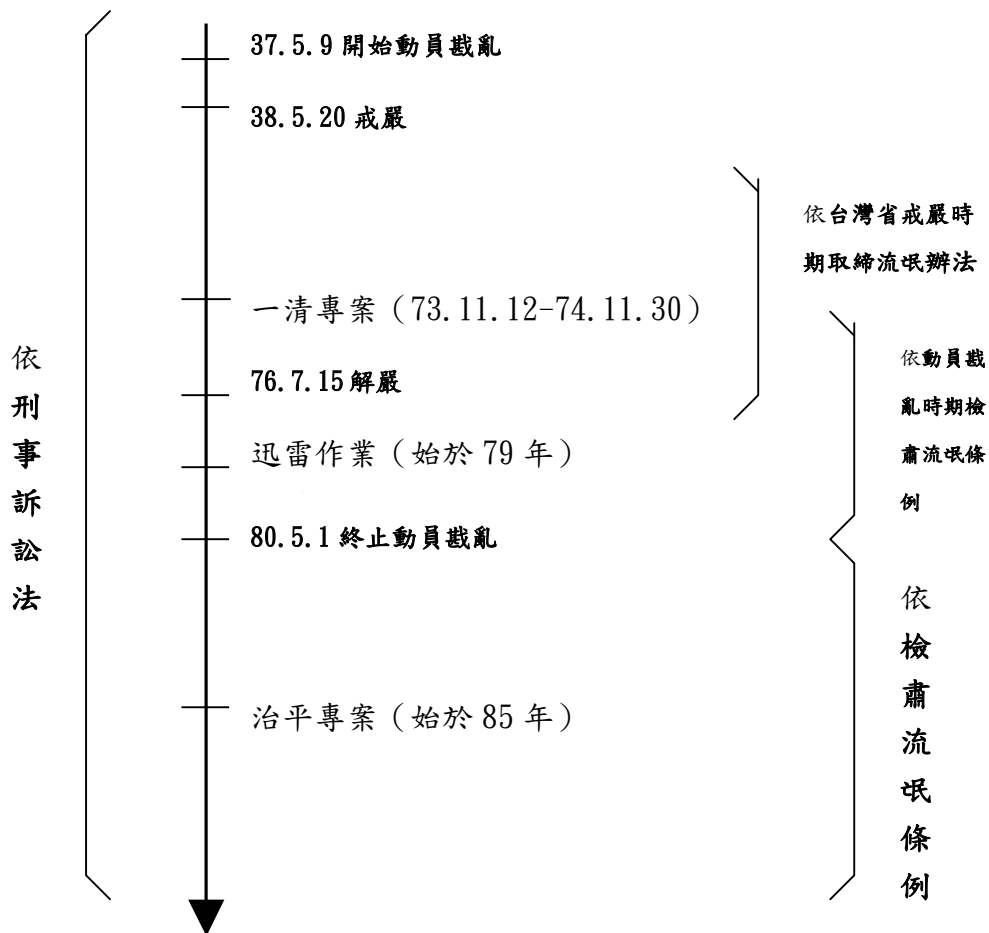 37.5.9 開始動員戡亂
38.5.20 戒嚴
依台灣省戒嚴時
期取締流氓辦法
一清專案（73.11.12-74.11.30）
依動員戡
亂時期檢
肅流氓條
例
76.7.15 解嚴
迅雷作業（始於 79 年）
80.5.1 終止動員戡亂
治平專案（始於 85 年）
依刑事訴訟法
依檢肅流氓條例